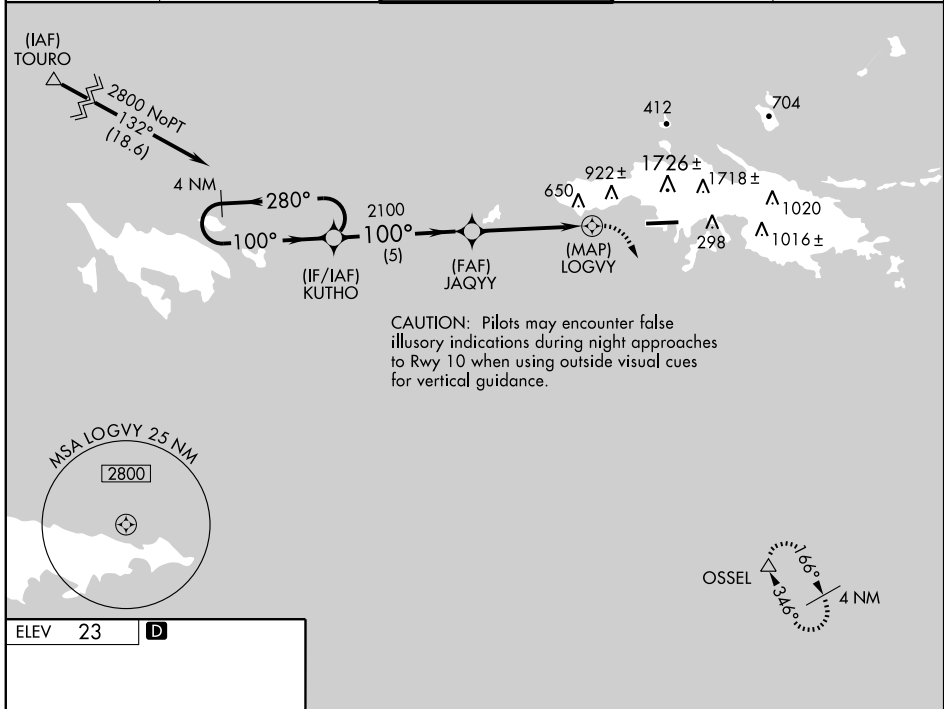 (IAF)
TOURO
2800 NoPT
132°
(18.6)
4 NM
280°
100°
(IF/IAF)
KUTHO
2100
100°
(5)
(FAF)
JAQYY
(MAP)
LOGVY
412
704
650
922±
1726±
1718±
1020
298
1016±
CAUTION: Pilots may encounter false
illusory indications during night approaches
to Rwy 10 when using outside visual cues
for vertical guidance.
MSA LOGVY 25 NM
2800
OSSEL
166°
346°
4 NM
ELEV 23 D